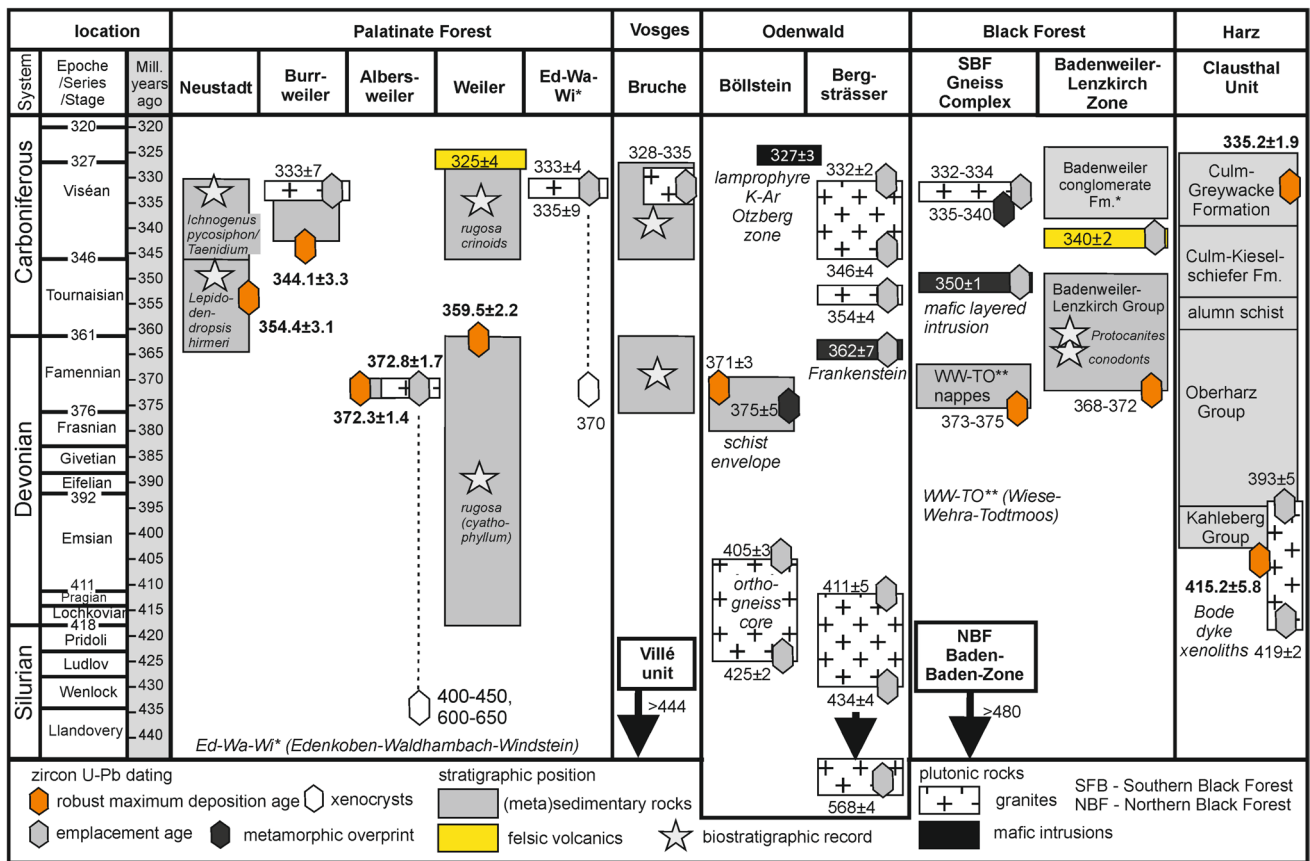 location
Palatinate Forest
Vosges
Odenwald
Black Forest
Harz
System
Epoche
/Series
/Stage
Mill.
years
ago
Neustadt
Burr-
weiler
Albers-
weiler
Weiler
Ed-Wa-
Wi*
Bruche
Böllstein
Berg-
strässer
SBF
Gneiss
Complex
Badenweiler-
Lenzkirch
Zone
Clausthal
Unit
Carboniferous
Devonian
Silurian
320
327
Viséan
346
Tournaisian
361
Famennian
376
Frasnian
Givetian
Eifelian
392
Emsian
411
Pragian
Lochkovian
418
Pridoli
Ludlov
Wenlock
Llandovery
320
325
330
335
340
345
350
355
360
365
370
375
380
385
390
395
400
405
410
415
420
425
430
435
440
Ichnogenus
pycosiphon/
Taenidium
Lepido-
den-
dropsis
hirmeri
354.4±3.1
333±7
344.1±3.3
372.8±1.7
372.3±1.4
400-450,
600-650
325±4
rugosa
crinoids
359.5±2.2
rugosa
(cyatho-
phyllum)
333±4
335±9
370
Ed-Wa-Wi* (Edenkoben-Waldhambach-Windstein)
328-335
Villé
unit
>444
327±3
lamprophyre
K-Ar
Otzberg
zone
371±3
375±5
schist
envelope
405±3
ortho-
gneiss
core
425±2
332±2
346±4
354±4
362±7
Frankenstein
411±5
434±4
568±4
332-334
335-340
350±1
mafic layered
intrusion
WW-TO**
nappes
373-375
WW-TO** (Wiese-
Wehra-Todtmoos)
NBF
Baden-
Baden-Zone
>480
Badenweiler
conglomerate
Fm.*
340±2
Badenweiler-
Lenzkirch Group
Protocanites
conodonts
368-372
335.2±1.9
Culm-
Greywacke
Formation
Culm-Kiesel-
schiefer Fm.
alumn schist
Oberharz
Group
393±5
Kahleberg
Group
415.2±5.8
Bode
dyke
xenoliths
419±2
zircon U-Pb dating
robust maximum deposition age
xenocrysts
emplacement age
metamorphic overprint
stratigraphic position
(meta)sedimentary rocks
felsic volcanics
biostratigraphic record
plutonic rocks
granites
mafic intrusions
SFB - Southern Black Forest
NBF - Northern Black Forest